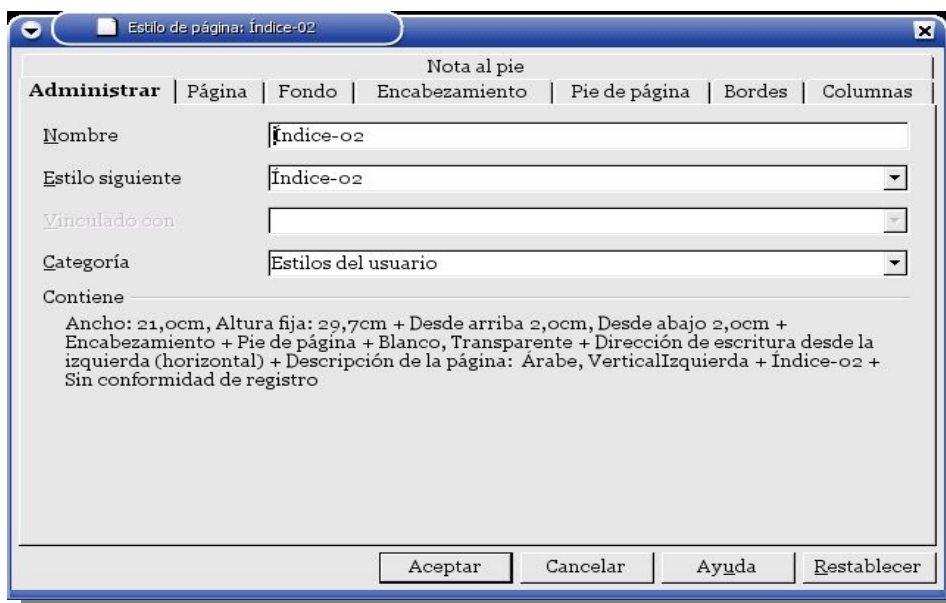 Estilo de página: Índice-02
Nota al pie
Administrar Página Fondo Encabezamiento Pie de página Bordes Columnas
Nombre Índice-02
Estilo siguiente Índice-02
Vinculado con
Categoría Estilos del usuario
Contiene
Ancho: 21,0cm, Altura fija: 29,7cm + Desde arriba 2,0cm, Desde abajo 2,0cm +
Encabezamiento + Pie de página + Blanco, Transparente + Dirección de escritura desde la
izquierda (horizontal) + Descripción de la página: Árabe, VerticalIzquierda + Índice-02 +
Sin conformidad de registro
Aceptar Cancelar Ayuda Restablecer